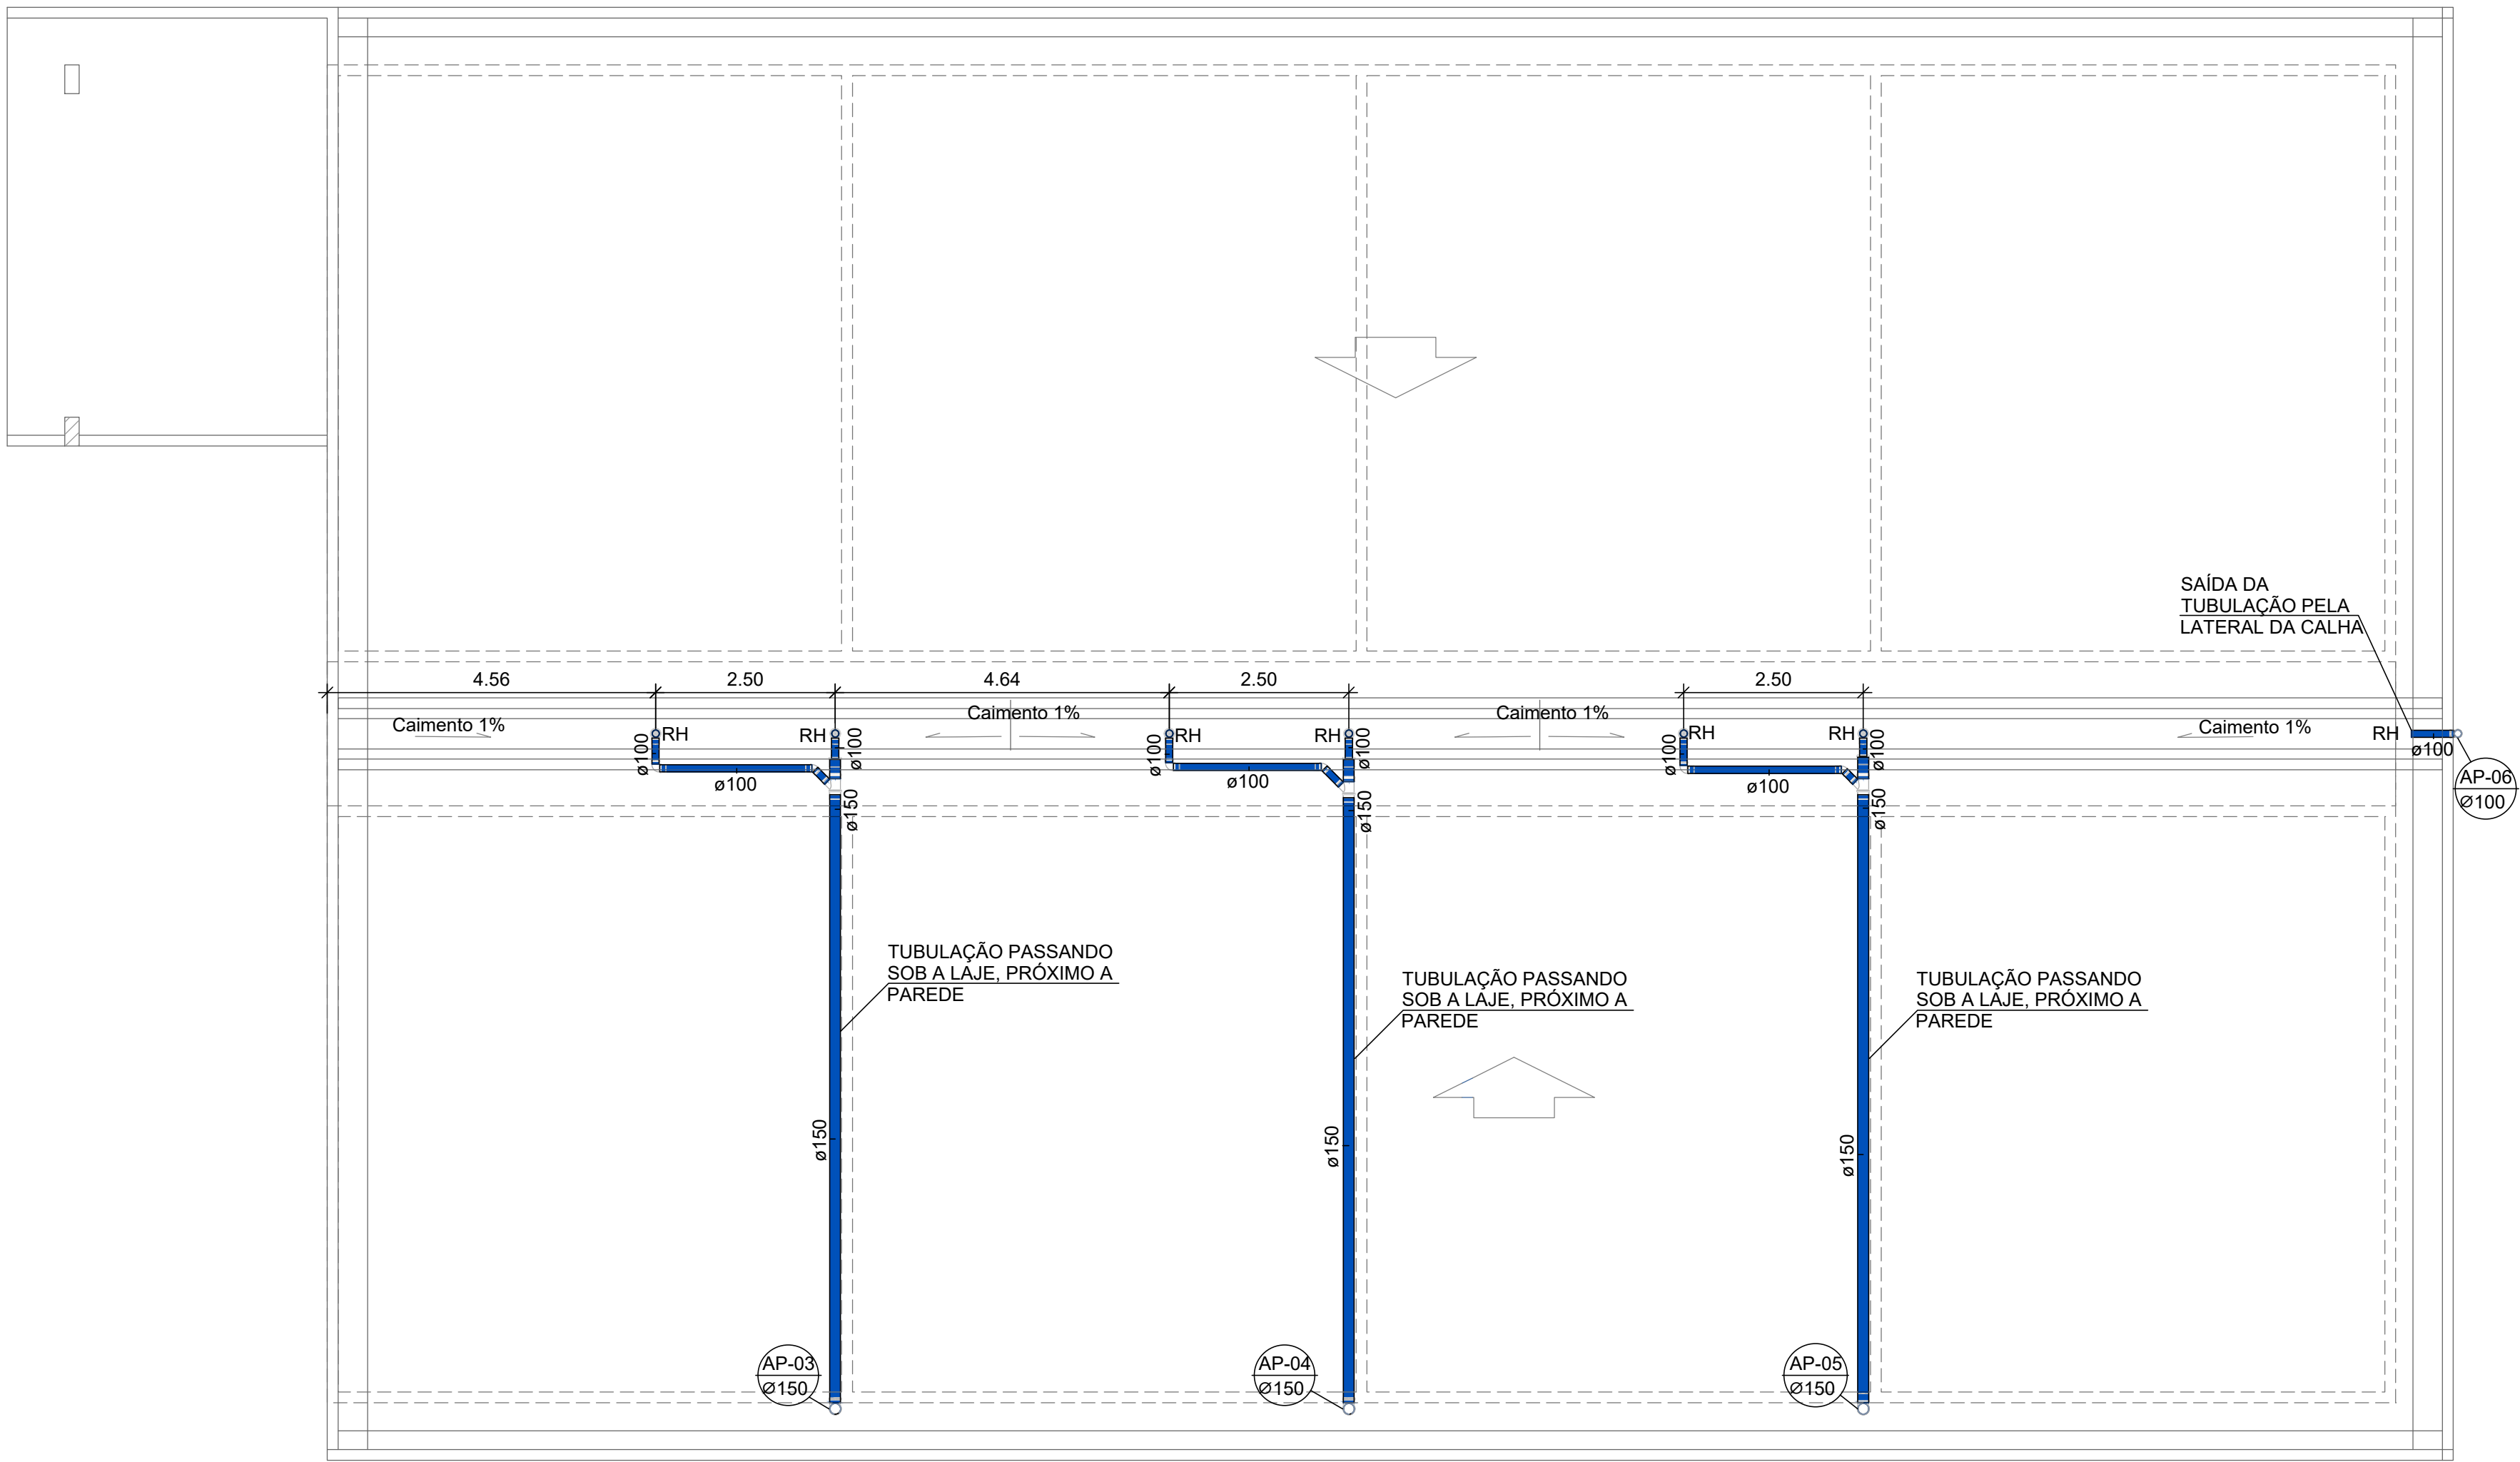 SAÍDA DA
TUBULAÇÃO PELA
LATERAL DA CALHA
4.56
2.50
4.64
2.50
2.50
Caimento 1%
Caimento 1%
Caimento 1%
Caimento 1%
RH
RH
RH
RH
RH
RH
RH
ø100
ø100
ø100
ø100
ø100
ø100
ø100
ø100
ø100
ø100
AP-06
Ø100
ø150
ø150
ø150
TUBULAÇÃO PASSANDO
SOB A LAJE, PRÓXIMO A
PAREDE
TUBULAÇÃO PASSANDO
SOB A LAJE, PRÓXIMO A
PAREDE
TUBULAÇÃO PASSANDO
SOB A LAJE, PRÓXIMO A
PAREDE
ø150
ø150
ø150
AP-03
Ø150
AP-04
Ø150
AP-05
Ø150